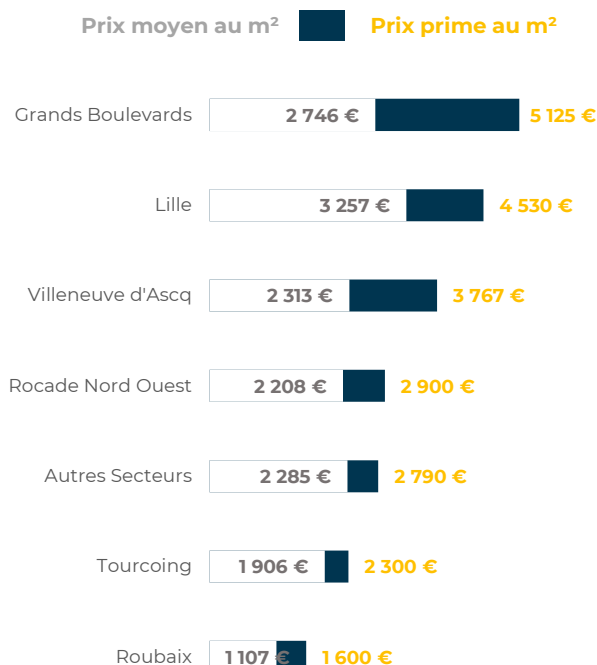 Prix moyen au m² Prix prime au m²
Grands Boulevards 2 746 € 5 125 €
Lille 3 257 € 4 530 €
Villeneuve d'Ascq 2 313 € 3 767 €
Rocade Nord Ouest 2 208 € 2 900 €
Autres Secteurs 2 285 € 2 790 €
Tourcoing 1 906 € 2 300 €
Roubaix 1 107 € 1 600 €